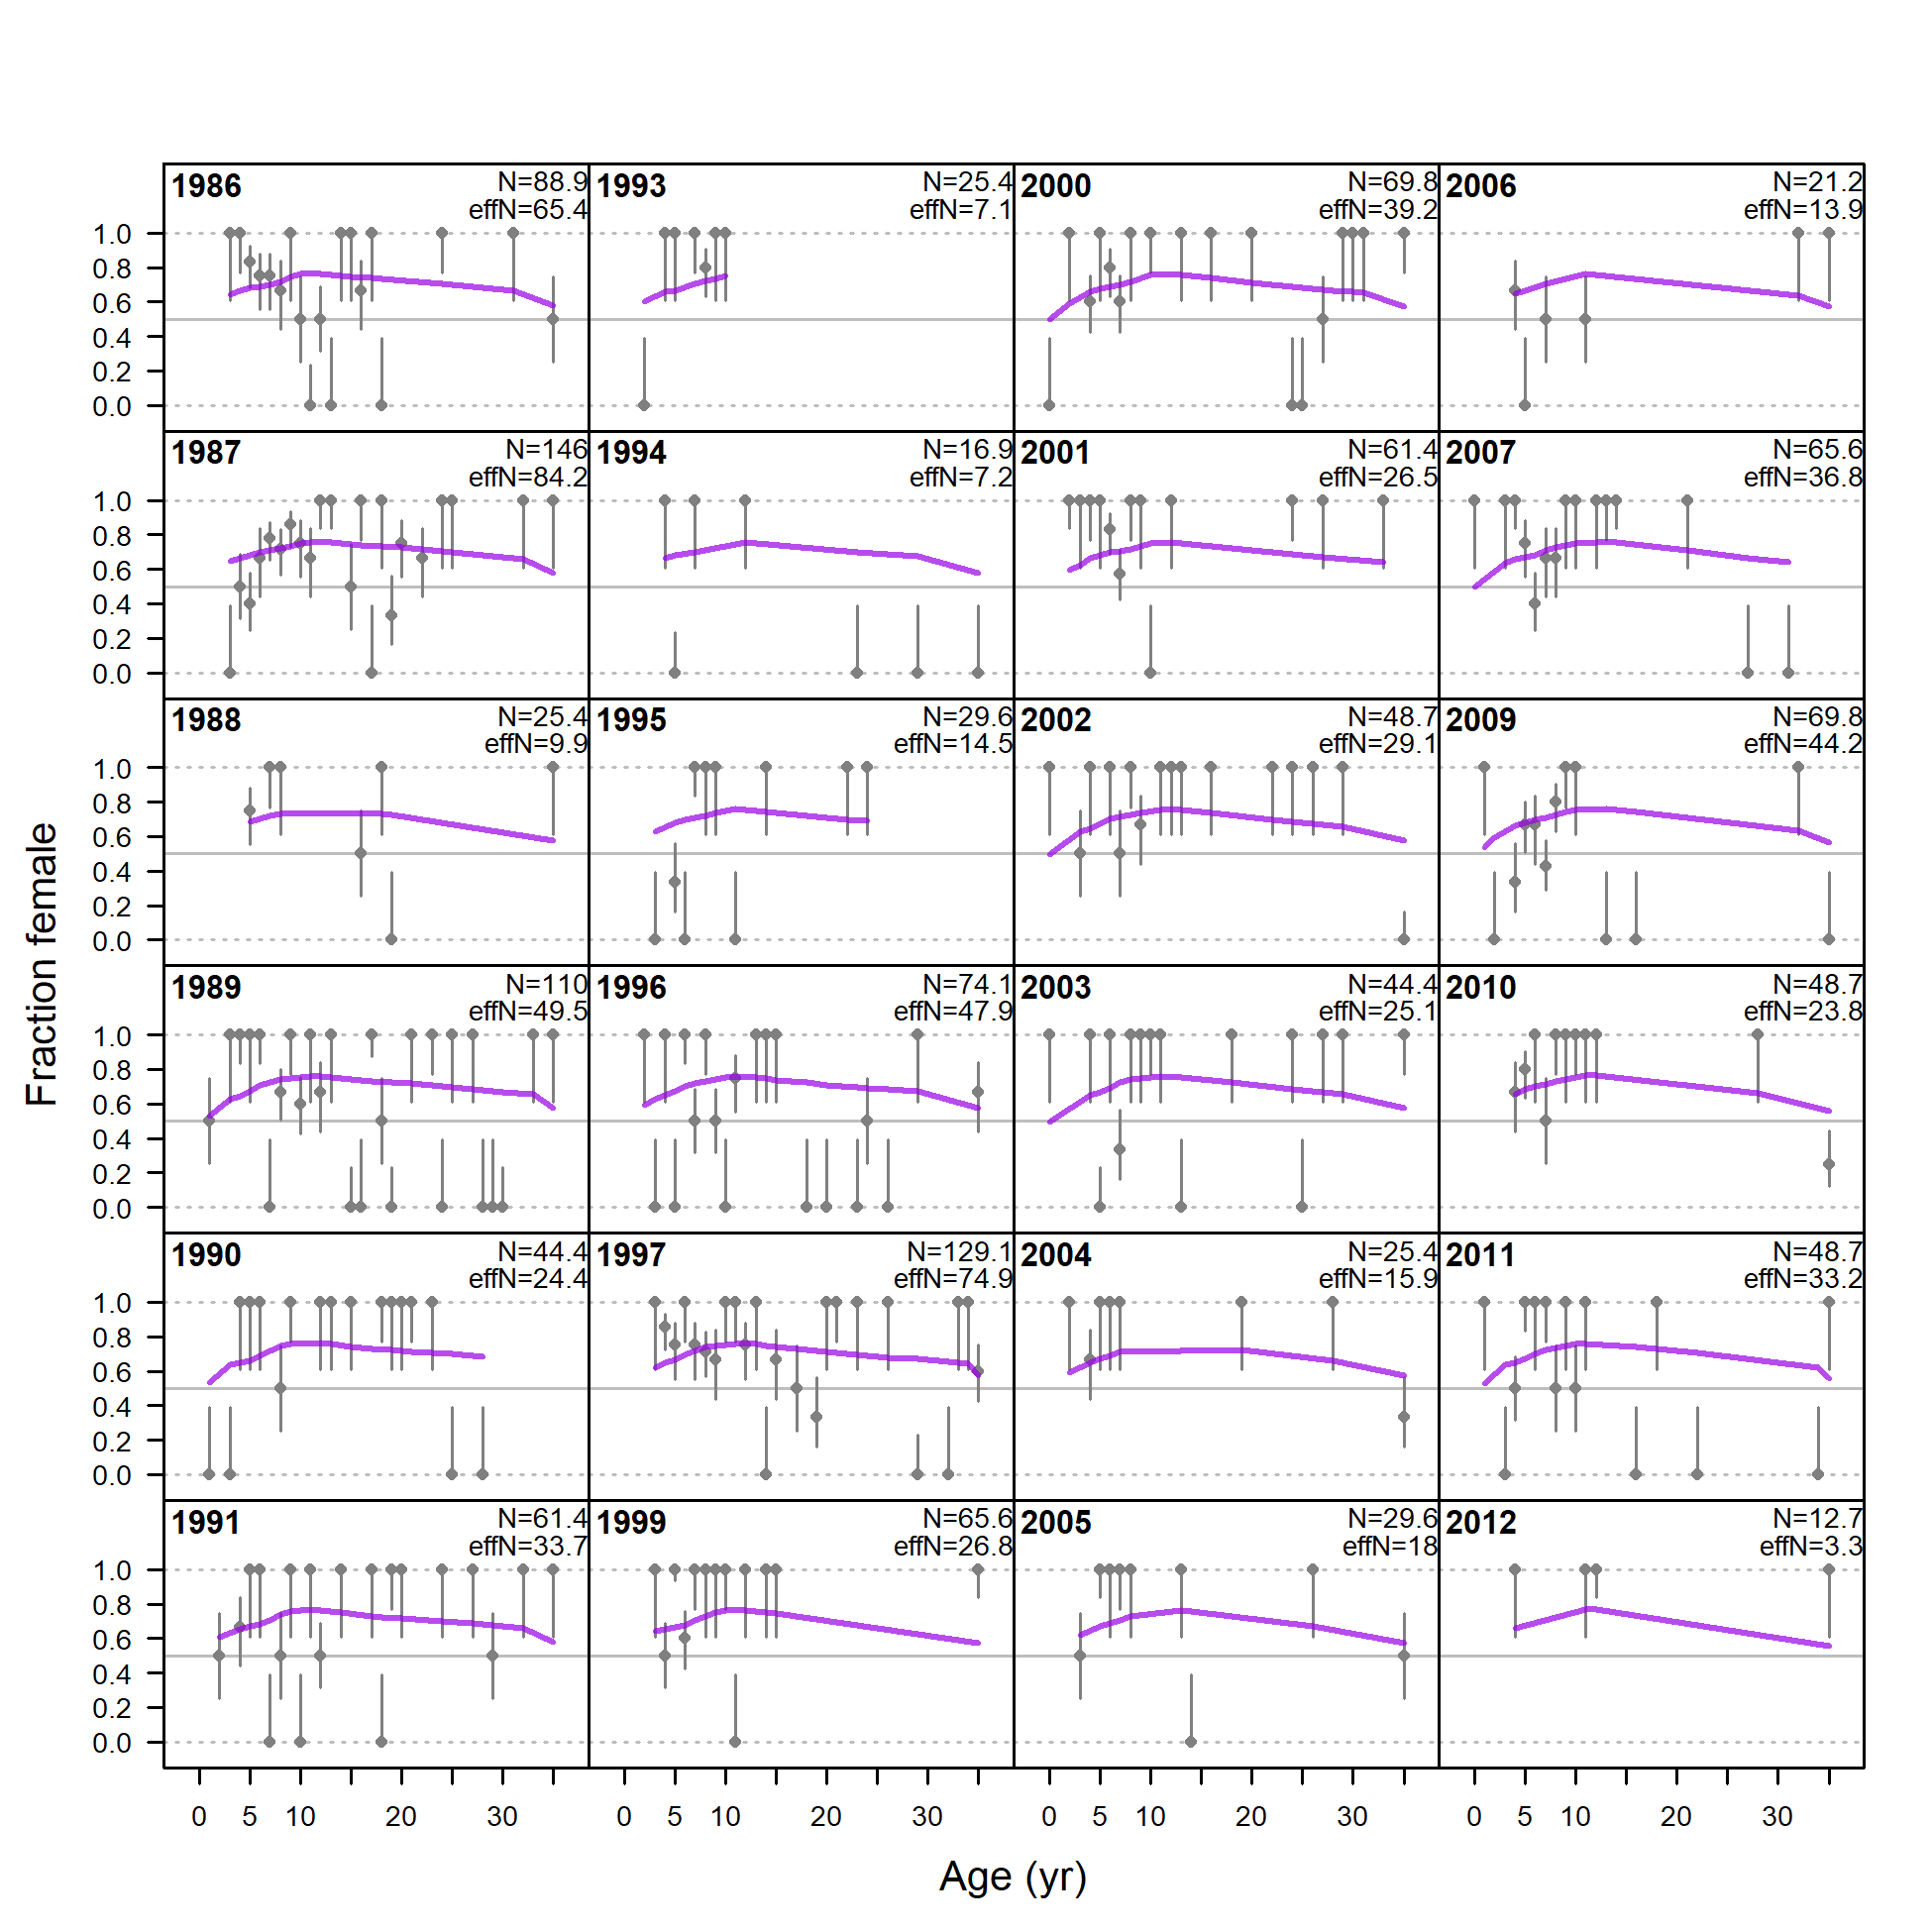 1986 N=88.9 1993 N=25.4 2000 N=69.8 2006 N=21.2
effN=65.4 effN=7.1 effN=39.2 effN=13.9
1.0
0.8
0.6
0.4
0.2
0.0
1987 N=146 1994 N=16.9 2001 N=61.4 2007 N=65.6
effN=84.2 effN=7.2 effN=26.5 effN=36.8
1.0
0.8
0.6
0.4
0.2
0.0
1988 N=25.4 1995 N=29.6 2002 N=48.7 2009 N=69.8
effN=9.9 effN=14.5 effN=29.1 effN=44.2
1.0
0.8
0.6
0.4
0.2
0.0
Fraction female
1989 N=110 1996 N=74.1 2003 N=44.4 2010 N=48.7
effN=49.5 effN=47.9 effN=25.1 effN=23.8
1.0
0.8
0.6
0.4
0.2
0.0
1990 N=44.4 1997 N=129.1 2004 N=25.4 2011 N=48.7
effN=24.4 effN=74.9 effN=15.9 effN=33.2
1.0
0.8
0.6
0.4
0.2
0.0
1991 N=61.4 1999 N=65.6 2005 N=29.6 2012 N=12.7
effN=33.7 effN=26.8 effN=18 effN=3.3
1.0
0.8
0.6
0.4
0.2
0.0
0 5 10 20 30 0 5 10 20 30 0 5 10 20 30 0 5 10 20 30
Age (yr)